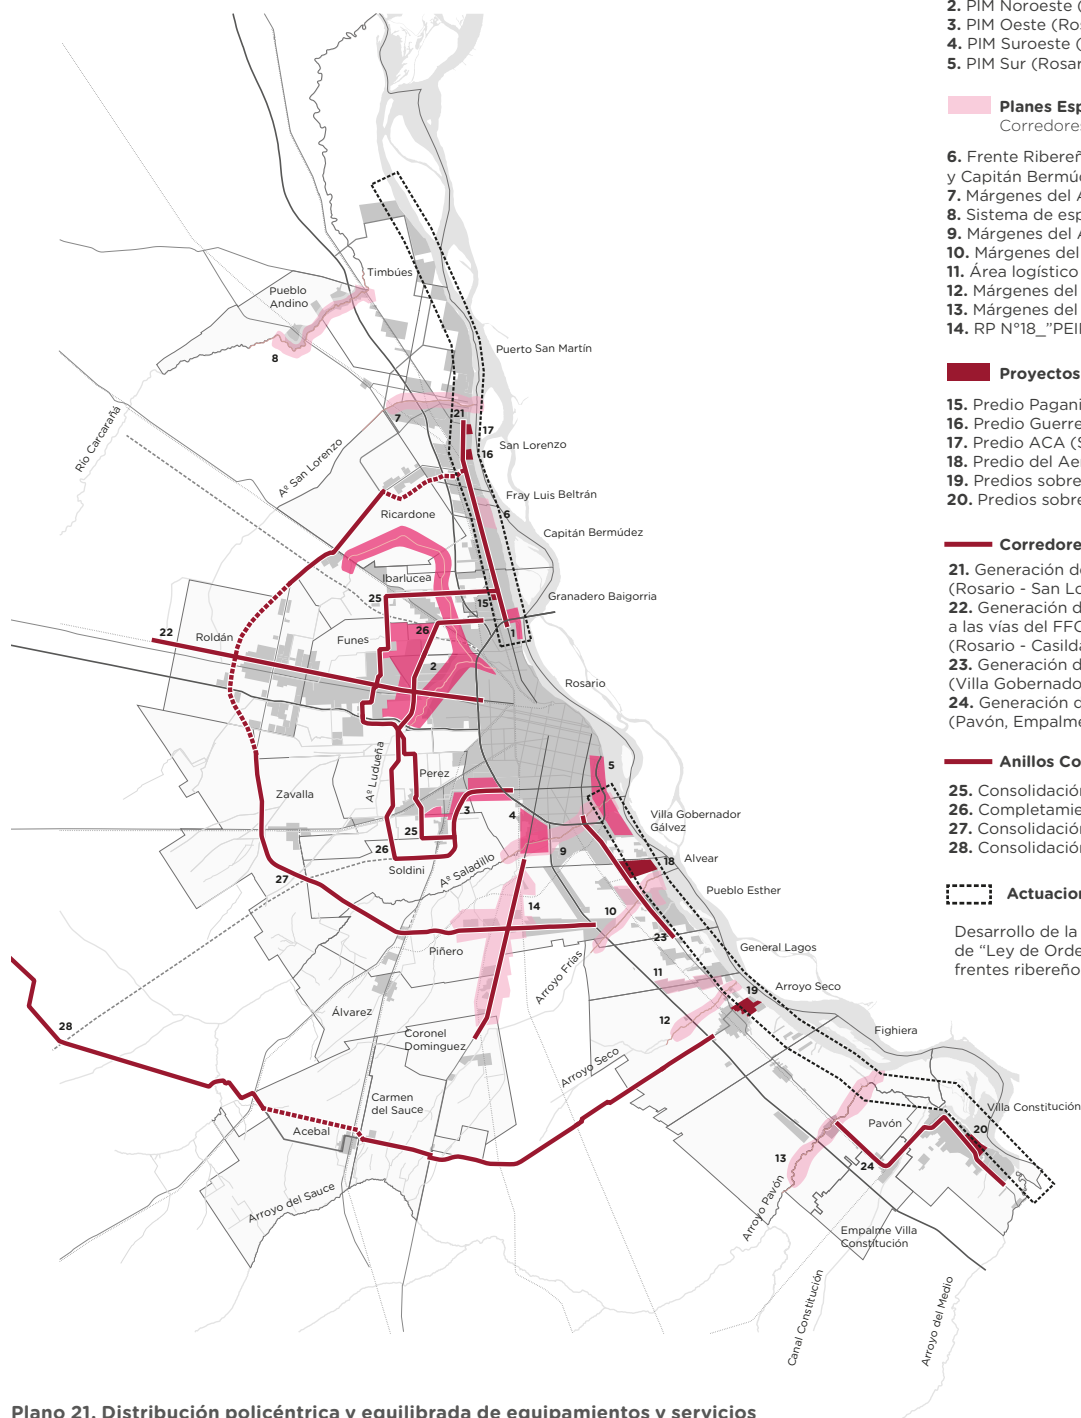 2. PIM Noroeste (
3. PIM Oeste (Ros
4. PIM Suroeste (
5. PIM Sur (Rosar
Planes Esp
Corredores
6. Frente Ribereñ
y Capitán Bermúd
7. Márgenes del A
8. Sistema de esp
9. Márgenes del A
10. Márgenes del
11. Área logístico
12. Márgenes del
13. Márgenes del
14. RP N°18_"PEII
Proyectos
15. Predio Pagani
16. Predio Guerre
17. Predio ACA (S
18. Predio del Aer
19. Predios sobre
20. Predios sobre
Corredore
21. Generación de
(Rosario - San Lo
22. Generación d
a las vías del FFC
(Rosario - Casilda
23. Generación d
(Villa Gobernado
24. Generación d
(Pavón, Empalme
Anillos Co
25. Consolidación
26. Completamie
27. Consolidación
28. Consolidación
Actuacion
Desarrollo de la
de "Ley de Orde
frentes ribereño
Timbúes
Pueblo
Andino
8
Puerto San Martín
Río Carcarañá
7
21
17
16
San Lorenzo
Aº San Lorenzo
Fray Luis Beltrán
6
Ricardone
Capitán Bermúdez
Ibarlucea
25
15
Granadero Baigorria
22
Roldán
Funes
26
1
2
Rosario
Aº Ludueña
Perez
5
Zavalla
3
4
Villa Gobernador
Gálvez
25
26
9
18
Alvear
Soldini
Aº Saladillo
27
Pueblo Esther
14
10
23
Piñero
General Lagos
Arroyo Frías
11
Arroyo Seco
19
12
Álvarez
28
Fighiera
Coronel
Dominguez
Arroyo Seco
Carmen
del Sauce
Villa Constitución
Acebal
Pavón
20
13
24
Arroyo del Sauce
Arroyo Pavón
Empalme Villa
Constitución
Canal Constitución
Arroyo del Medio
Plano 21. Distribución policéntrica y equilibrada de equipamientos y servicios